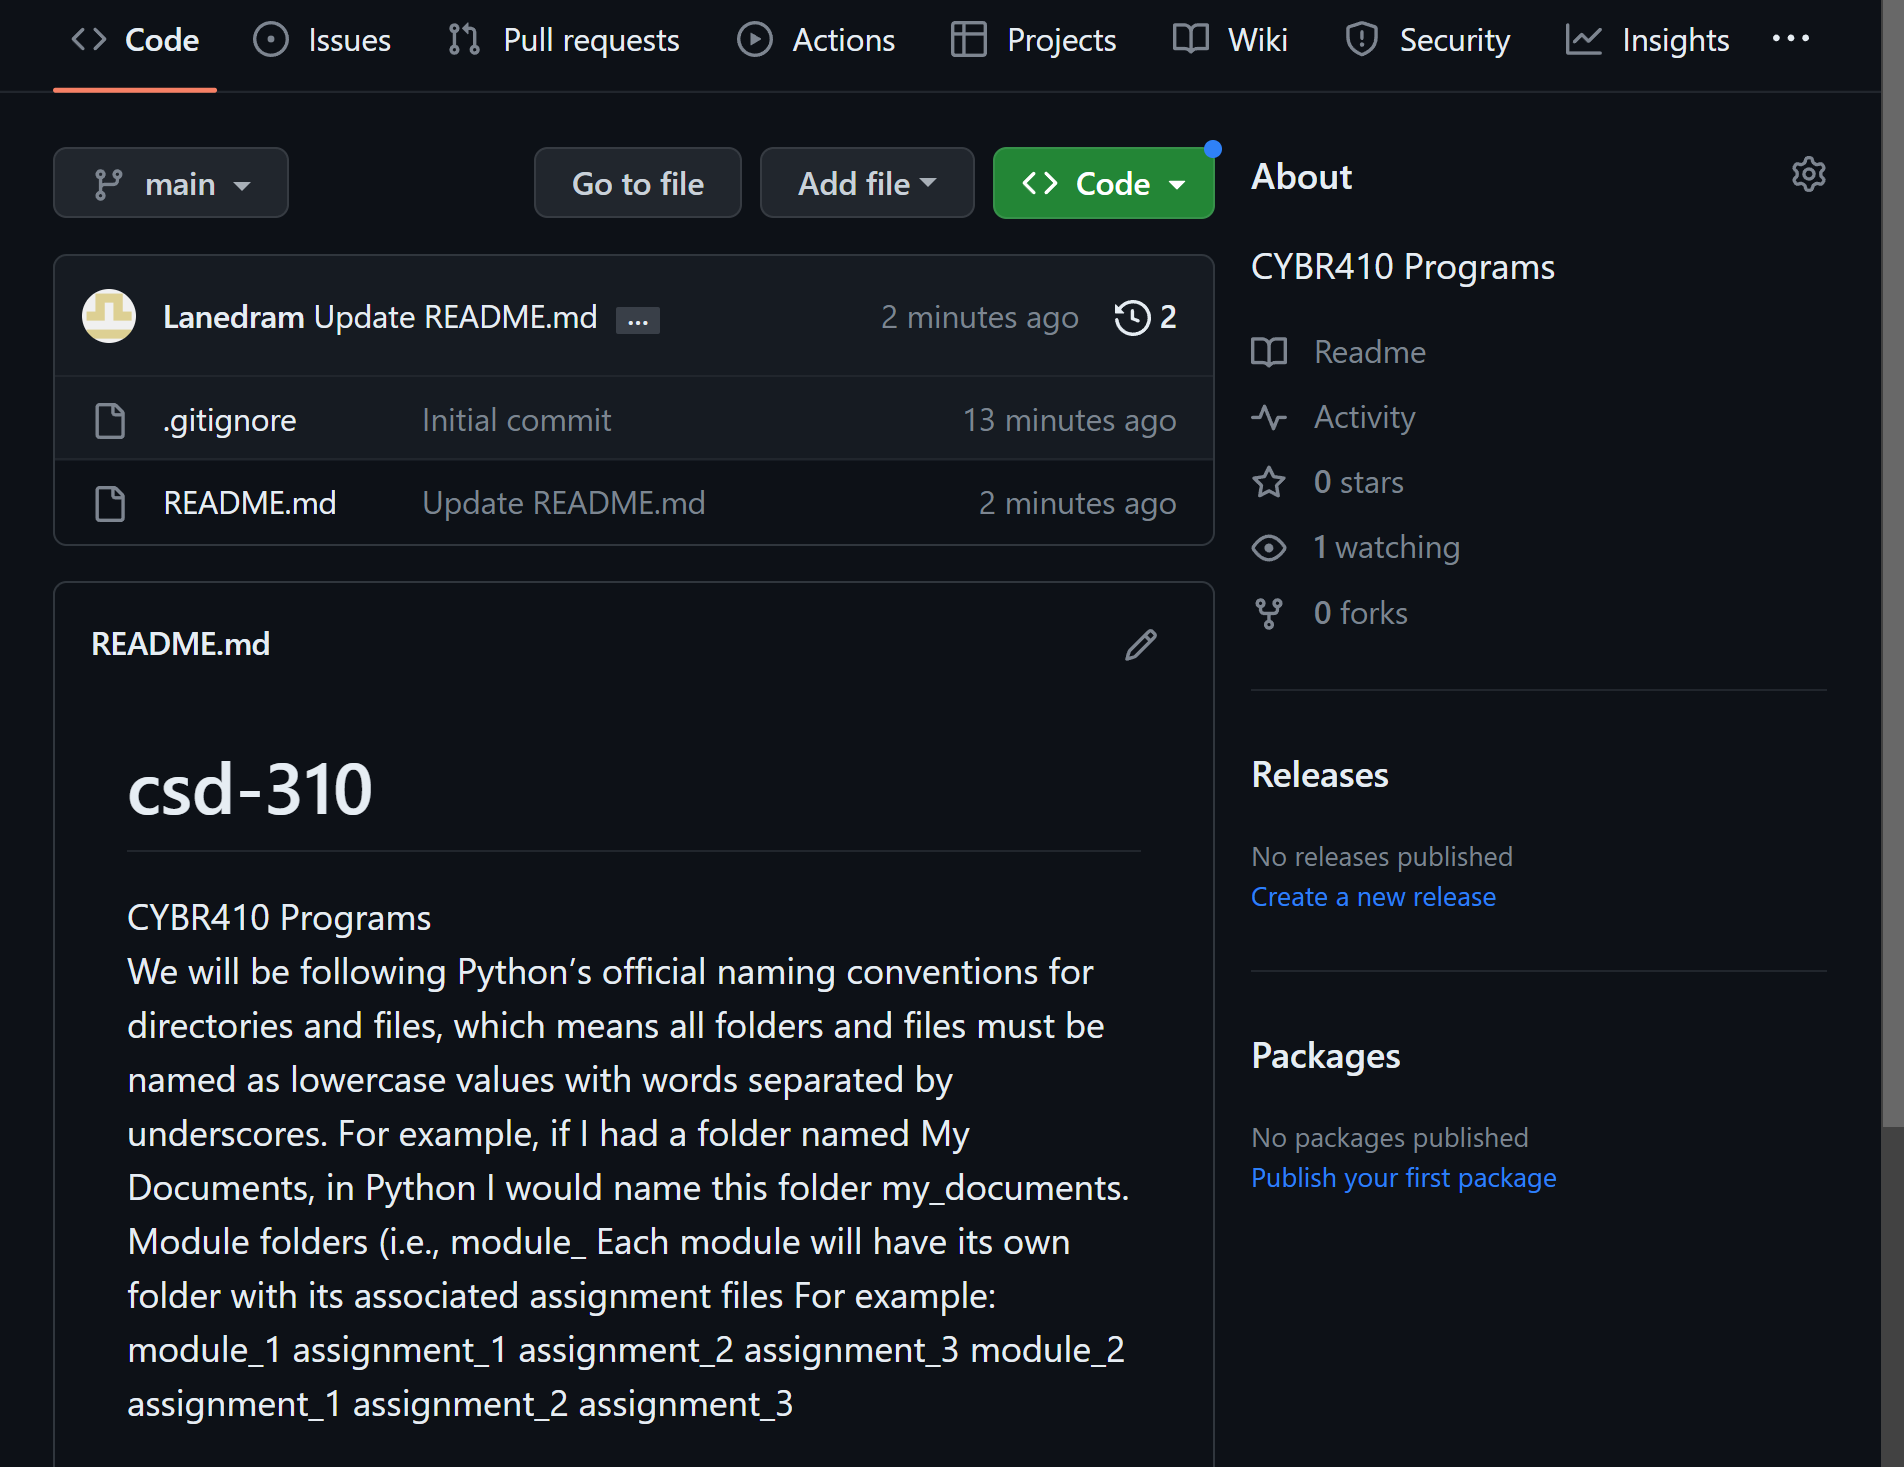 Code Issues Pull requests Actions Projects Wiki Security Insights ...
main Go to file Add file Code
Lanedram Update README.md ... 2 minutes ago 2
.gitignore Initial commit 13 minutes ago
README.md Update README.md 2 minutes ago
README.md
csd-310
CYBR410 Programs
We will be following Python’s official naming conventions for
directories and files, which means all folders and files must be
named as lowercase values with words separated by
underscores. For example, if I had a folder named My
Documents, in Python I would name this folder my_documents.
Module folders (i.e., module_ Each module will have its own
folder with its associated assignment files For example:
module_1 assignment_1 assignment_2 assignment_3 module_2
assignment_1 assignment_2 assignment_3
About
CYBR410 Programs
Readme
Activity
0 stars
1 watching
0 forks
Releases
No releases published
Create a new release
Packages
No packages published
Publish your first package